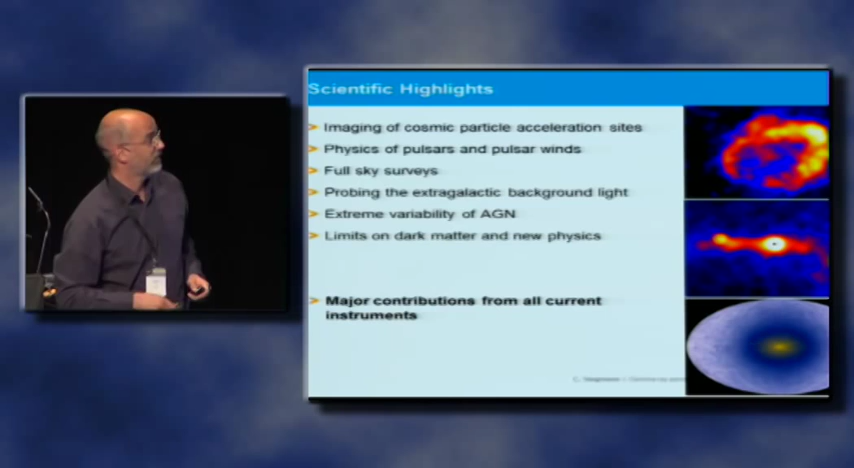 Scientific Highlights
> Imaging of cosmic particle acceleration sites
> Physics of pulsars and pulsar winds
> Full sky surveys
> Probing the extragalactic background light
> Extreme variability of AGN
> Limits on dark matter and new physics
> Major contributions from all current
instruments